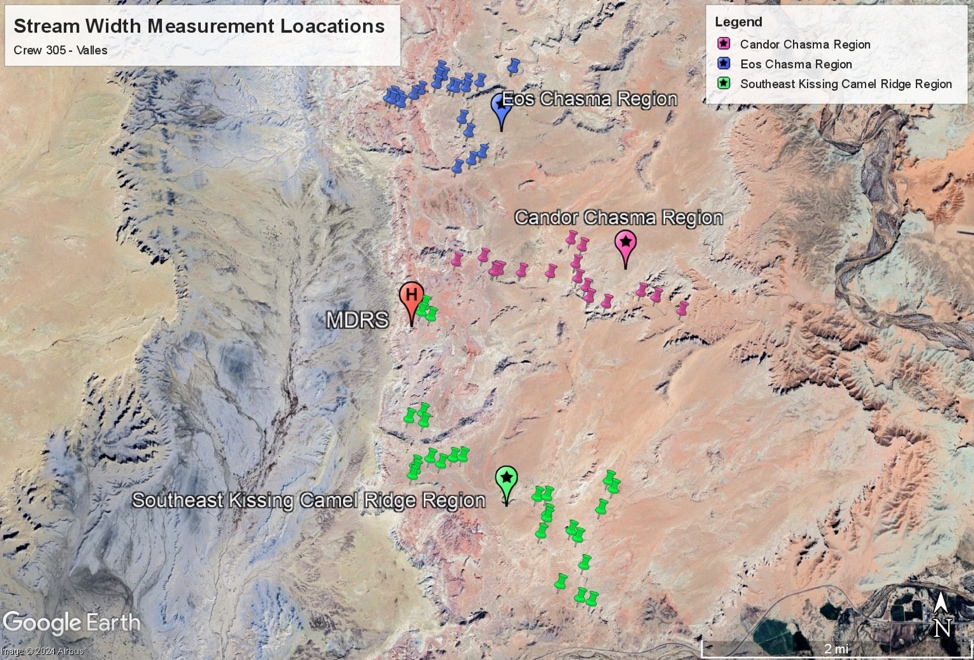 Stream Width Measurement Loacations
Crew 305 - Valles
Legend
Candor Chasma Region
Eos Chasma Region
Southeast Kissing Camel Ridge Region
Eos Chasma Region
Candor Chasma Region
H
MDRS
Southeast Kissing Camel Ridge Region
Google Earth
Image © 2024 Airbus
N
2 mi